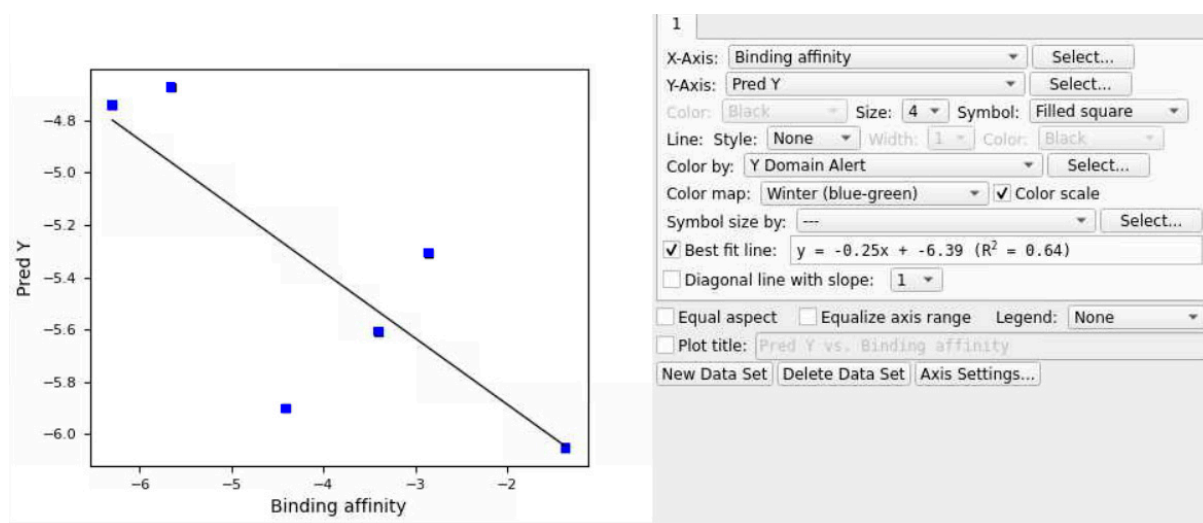 1
X-Axis: Binding affinity Select...
Y-Axis: Pred Y Select...
Color: Black Size: 4 Symbol: Filled square
Line: Style: None Width: 1 Color: Black
Color by: Y Domain Alert Select...
Color map: Winter (blue-green) Color scale
Symbol size by: --- Select...
Best fit line: y = -0.25x + -6.39 (R² = 0.64)
Diagonal line with slope: 1
Equal aspect Equalize axis range Legend: None
Plot title: Pred Y vs. Binding affinity
New Data Set Delete Data Set Axis Settings...
Pred Y
−4.8
−5.0
−5.2
−5.4
−5.6
−5.8
−6.0
−6 −5 −4 −3 −2
Binding affinity